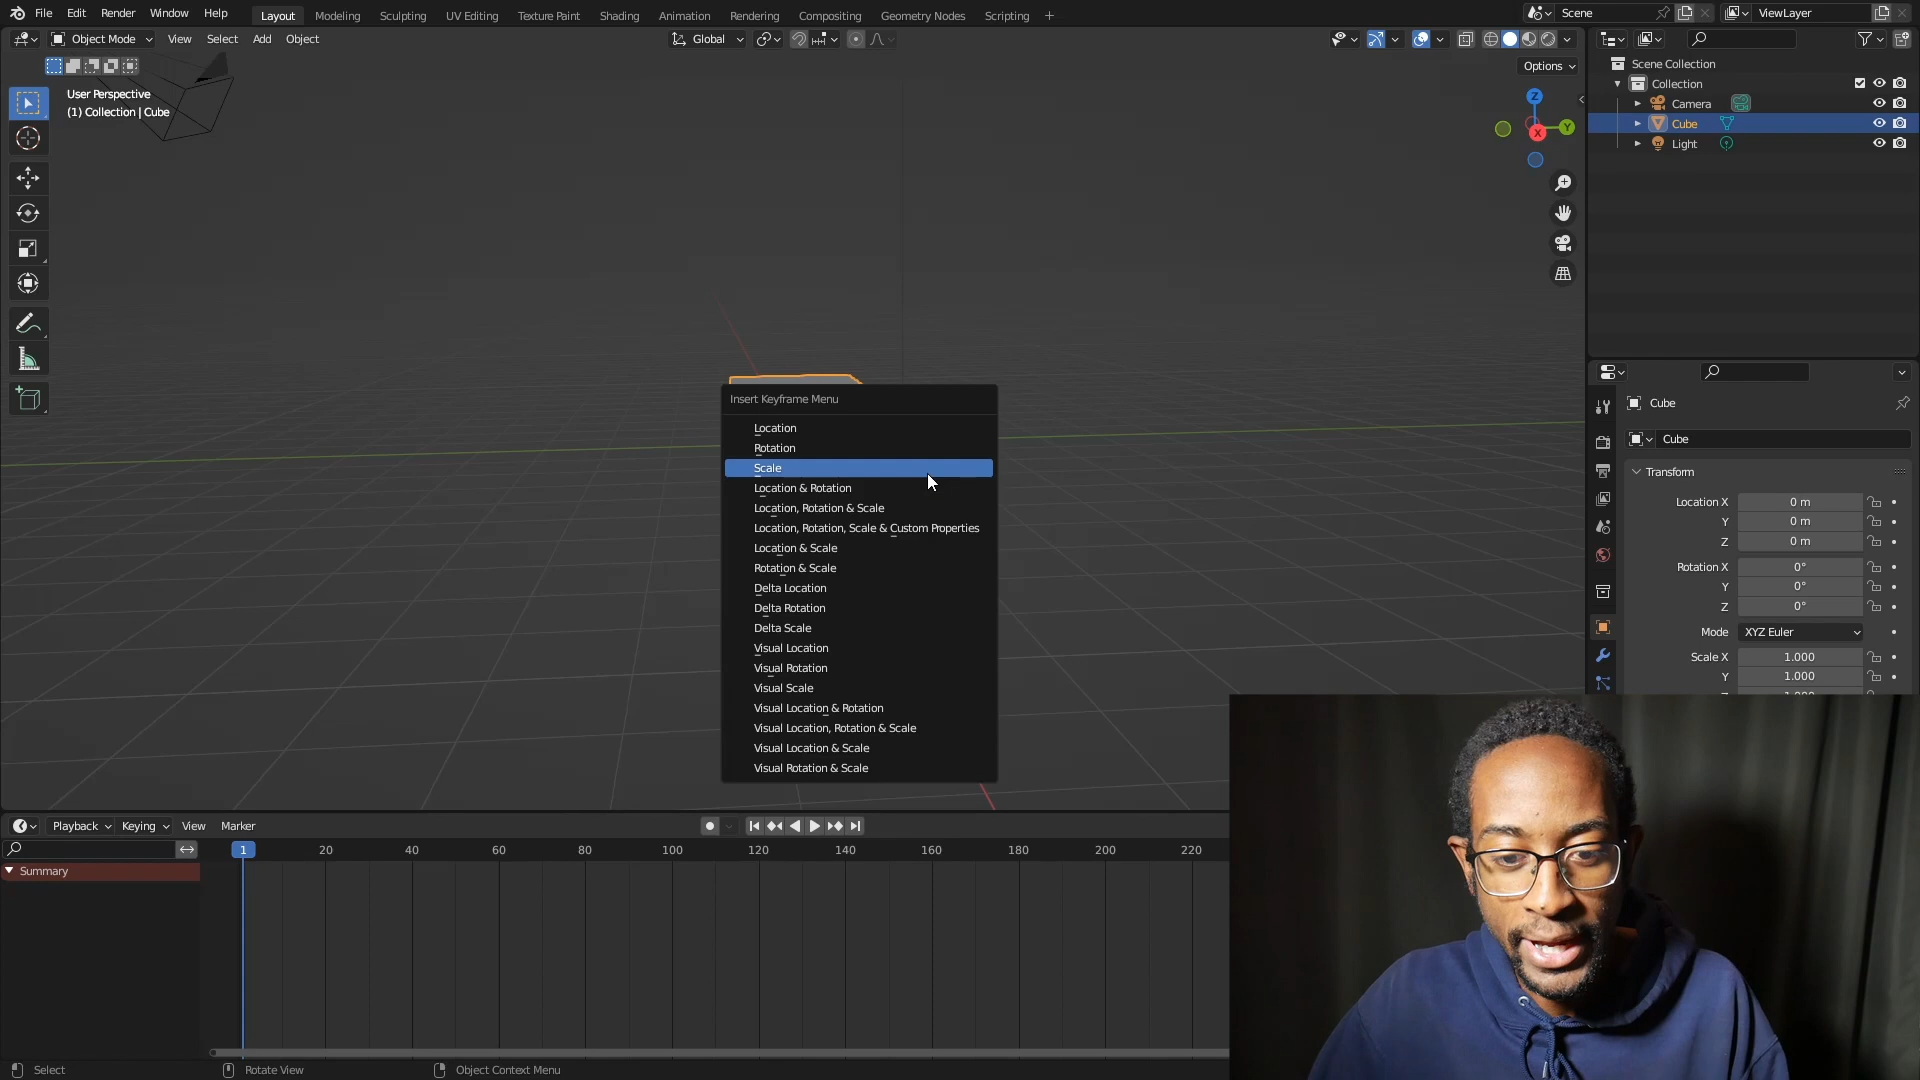 File Edit Render Window Help Layout Modeling Sculpting UV Editing Texture Paint Shading Animation Rendering Compositing Geometry Nodes Scripting + Scene ViewLayer
Object Mode View Select Add Object Global
Options
User Perspective
(1) Collection | Cube
Z
Y
X
Scene Collection
Collection
Camera
Cube
Light
Insert Keyframe Menu
Location
Rotation
Scale
Location & Rotation
Location, Rotation & Scale
Location, Rotation, Scale & Custom Properties
Location & Scale
Rotation & Scale
Delta Location
Delta Rotation
Delta Scale
Visual Location
Visual Rotation
Visual Scale
Visual Location & Rotation
Visual Location, Rotation & Scale
Visual Location & Scale
Visual Rotation & Scale
Cube
Cube
Transform
Location X 0 m
Y 0 m
Z 0 m
Rotation X 0°
Y 0°
Z 0°
Mode XYZ Euler
Scale X 1.000
Y 1.000
Playback Keying View Marker
1 20 40 60 80 100 120 140 160 180 200 220
Summary
Select Rotate View Object Context Menu